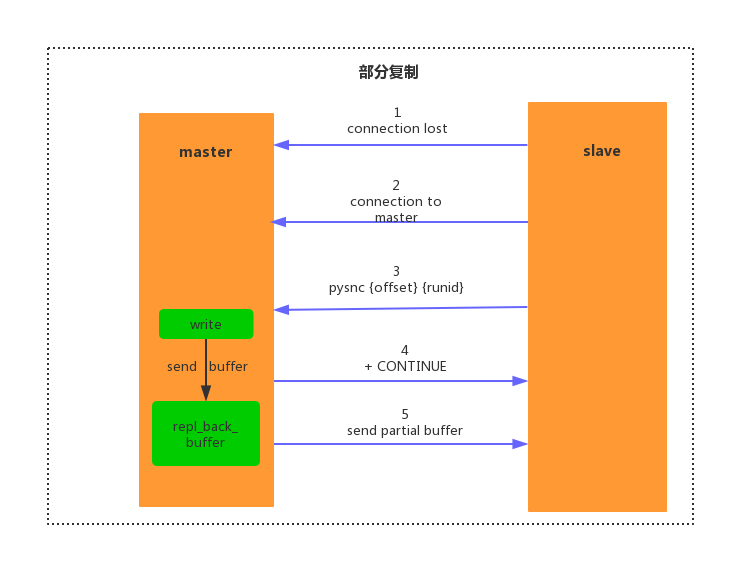 部分复制
1
connection lost
master
slave
2
connection to
master
3
pysnc {offset} {runid}
write
4
send buffer
+ CONTINUE
5
repl_back_
buffer
send partial buffer